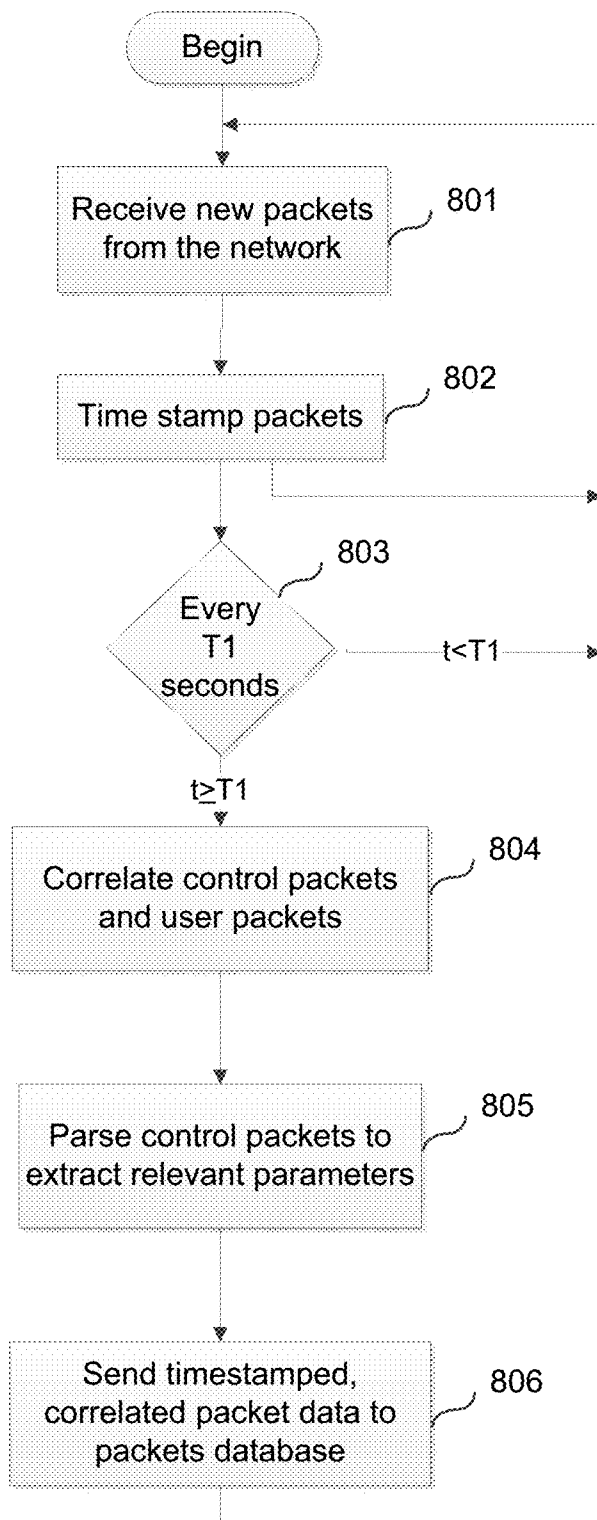 Begin
Receive new packets
from the network
801
Time stamp packets
802
Every
T1
seconds
803
t<T1
t≥T1
Correlate control packets
and user packets
804
Parse control packets to
extract relevant parameters
805
Send timestamped,
correlated packet data to
packets database
806